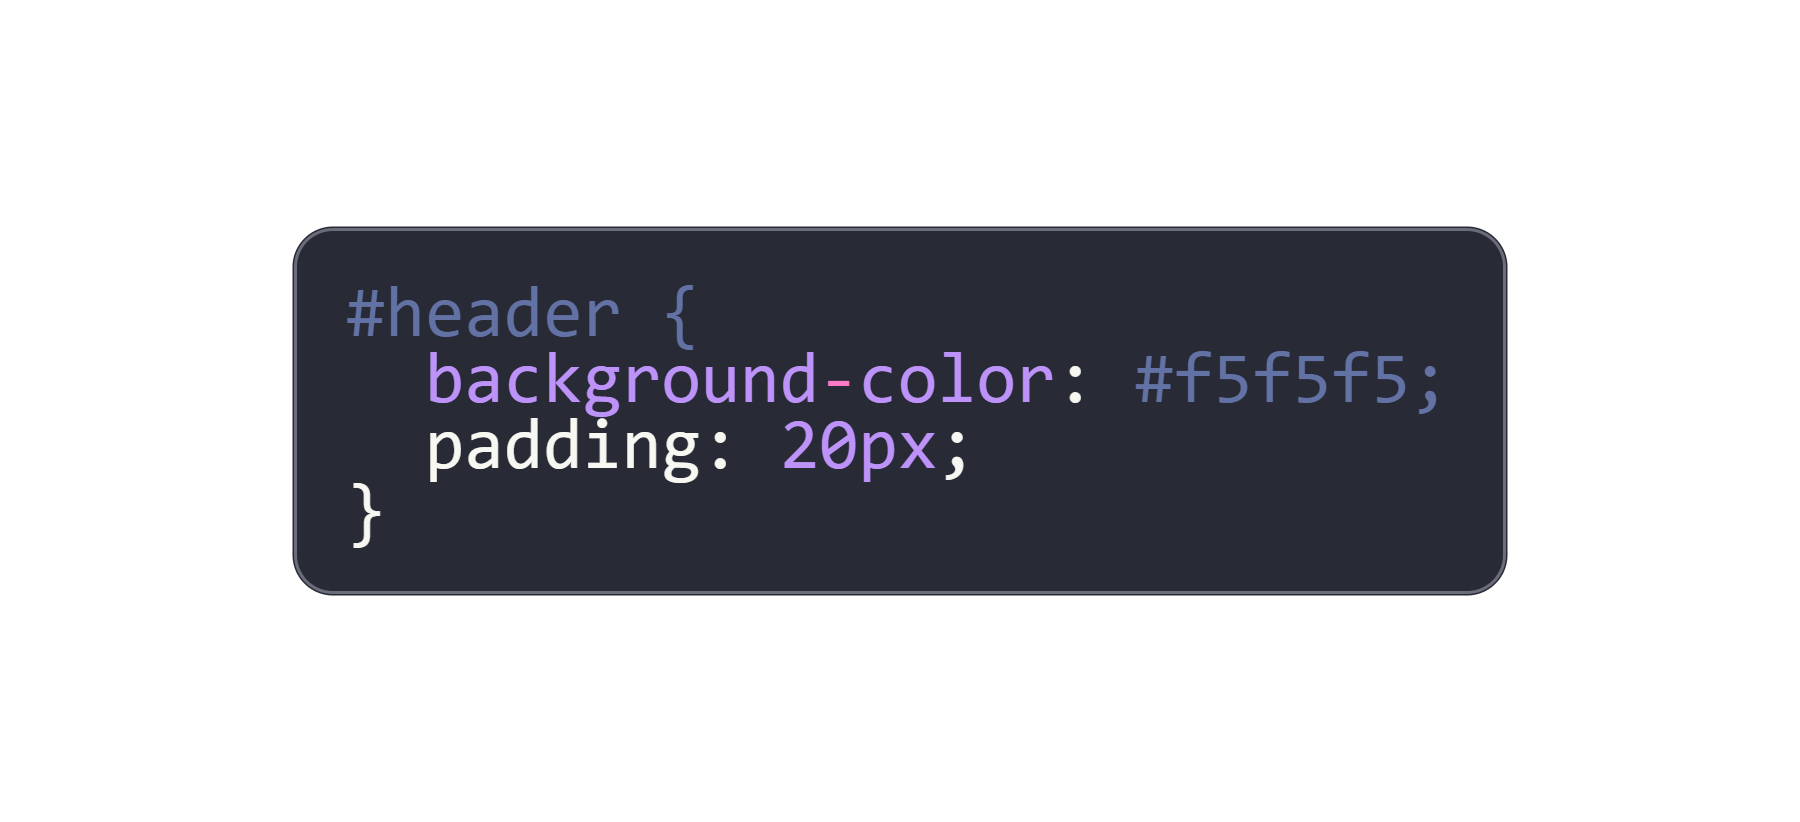 #header {
  background-color: #f5f5f5;
  padding: 20px;
}